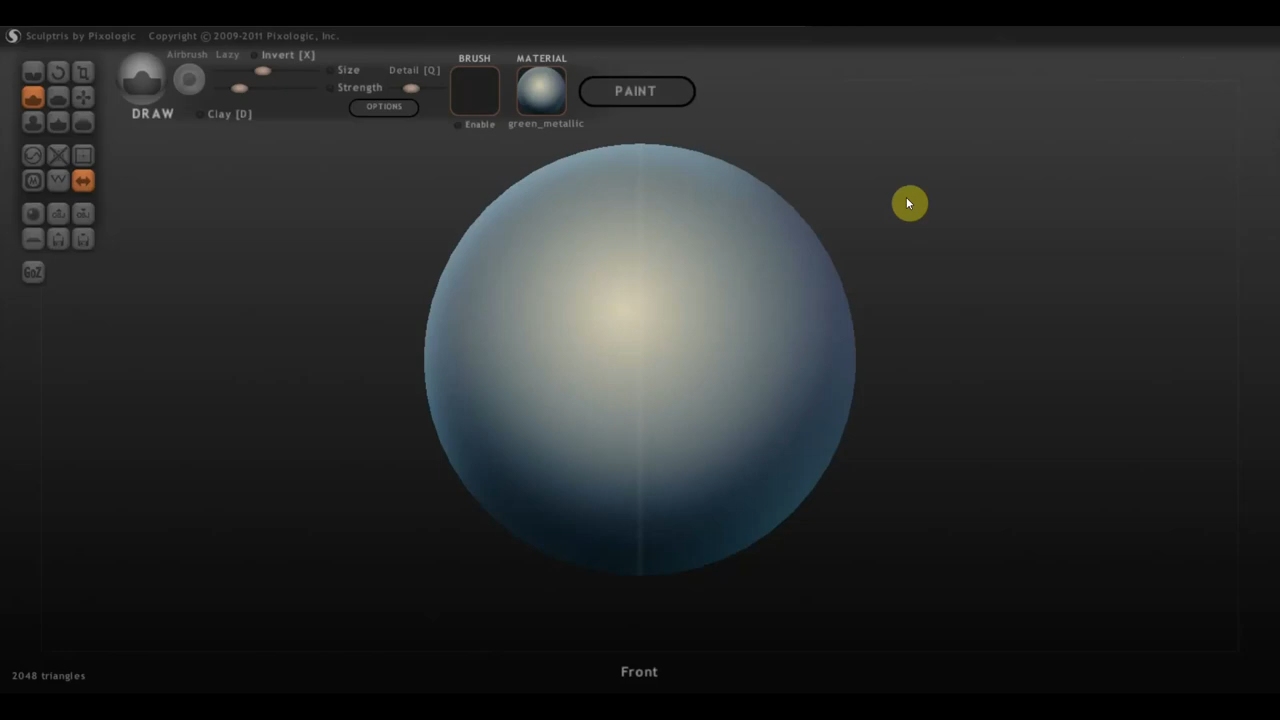 Sculptris by Pixologic Copyright © 2009-2011 Pixologic, Inc.
Airbrush Lazy Invert [X]
BRUSH MATERIAL
Size Detail [Q]
Strength
PAINT
OPTIONS
DRAW Clay [D]
Enable green_metallic
GoZ
Front
2048 triangles